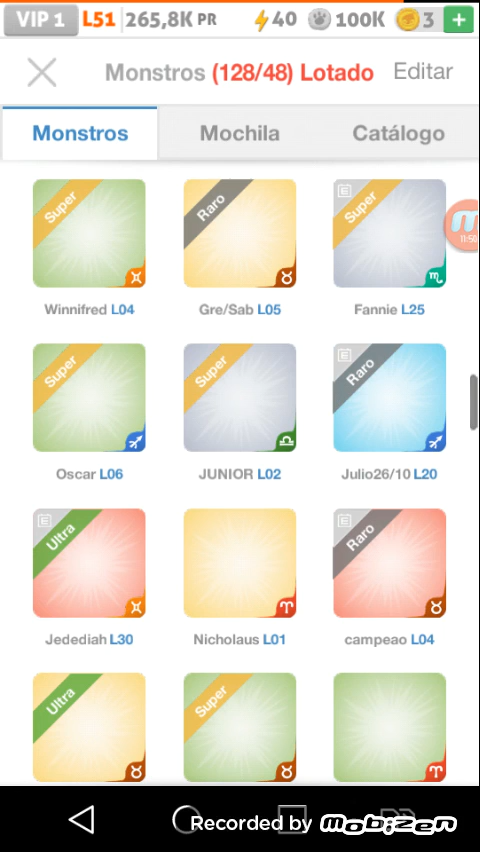 VIP 1 L51 265,8K PR 40 100K 3 +
Monstros (128/48) Lotado Editar
Monstros Mochila Catálogo
Super Raro E Super
11:50
Winnifred L04 Gre/Sab L05 Fannie L25
Super Super E Raro
Oscar L06 JUNIOR L02 Julio26/10 L20
E Ultra E Raro
Jedediah L30 Nicholaus L01 campeao L04
Ultra Super
Recorded by mobizen